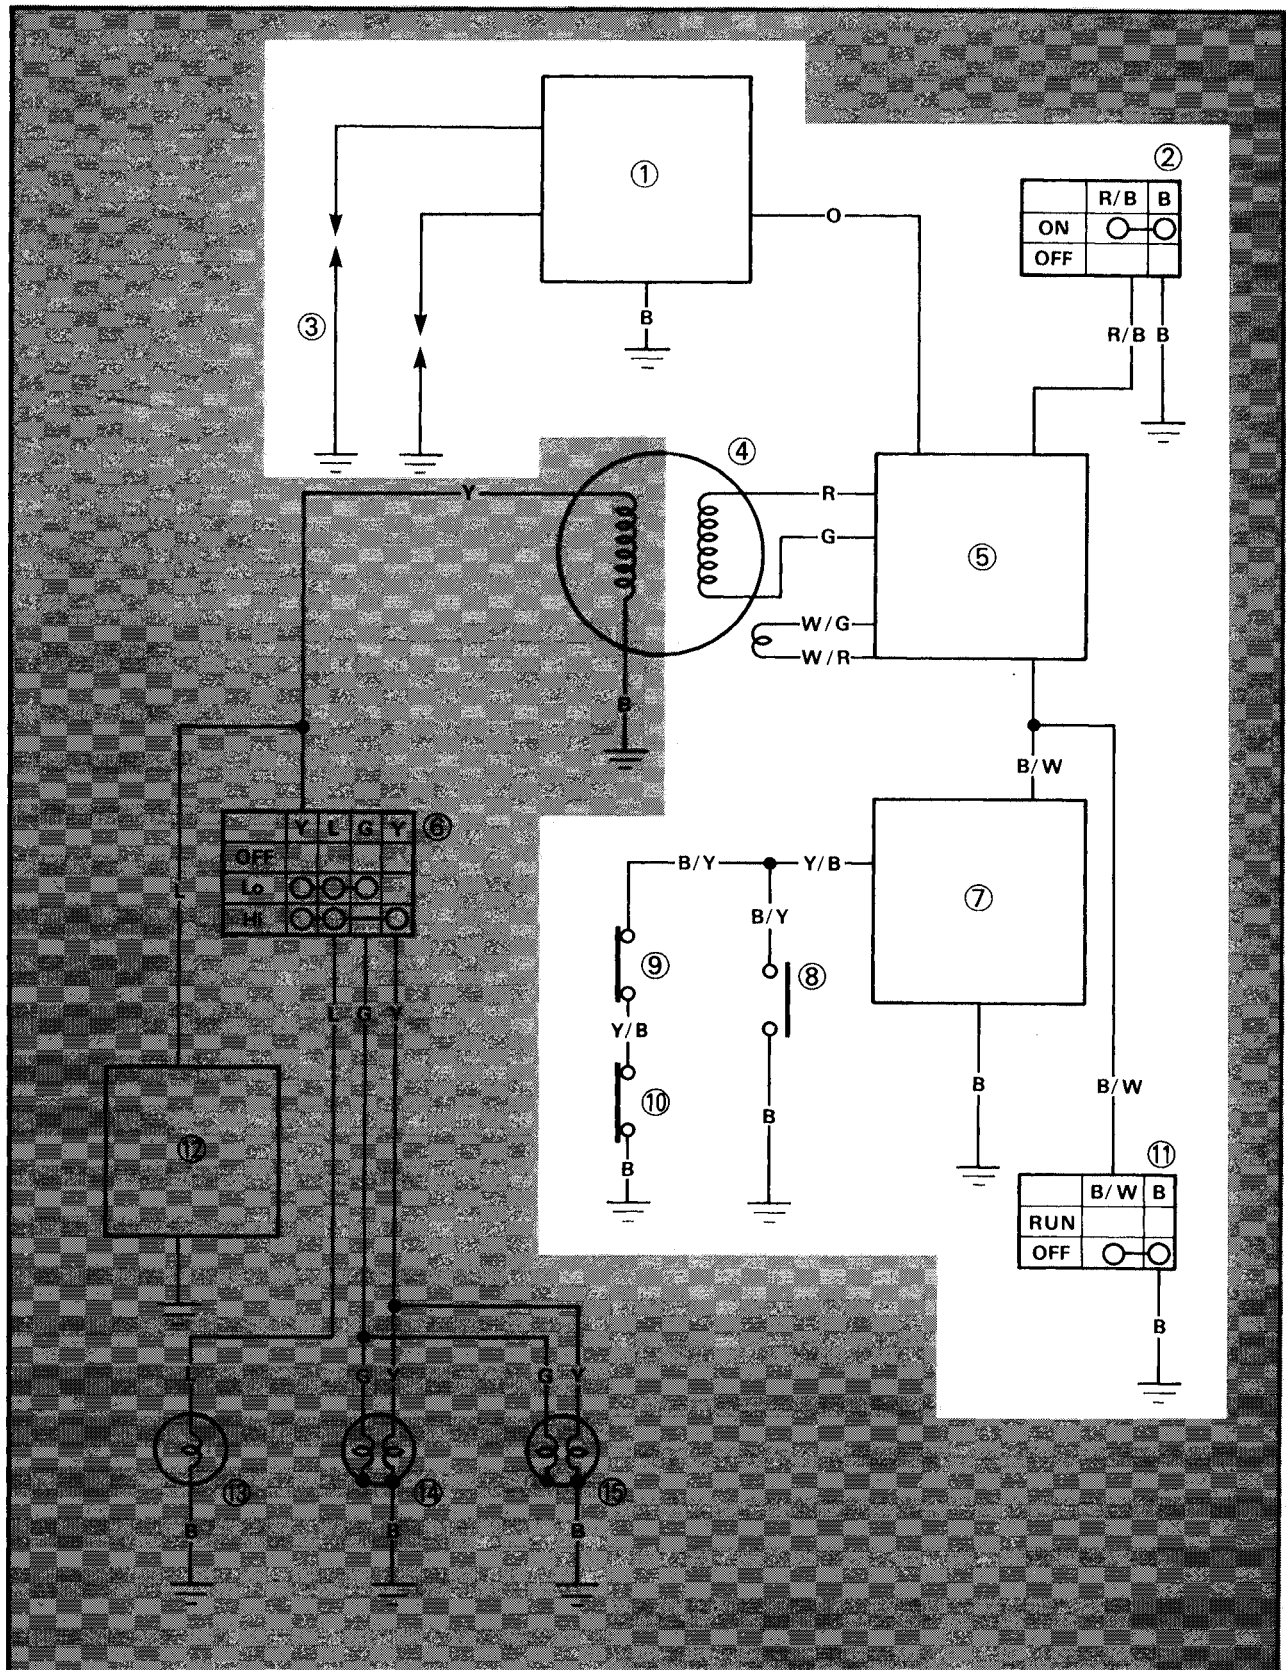 ①
②
R/B B
ON
OFF
O
③
B
R/B B
④
Y
R
G
⑤
W/G
W/R
B
B/W
Y L G Y
⑥
OFF
Lo
Hi
L
B/Y
Y/B
⑦
B/Y
⑨
⑧
L G Y
Y/B
⑩
B
B
B/W
B
⑫
⑪
B/W B
RUN
OFF
B
L
G Y
G Y
⑬
⑭
⑮
B
B
B